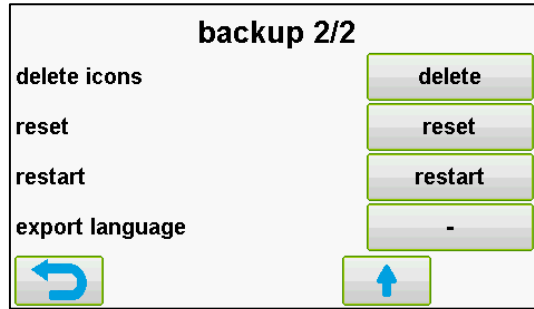 backup 2/2
delete icons delete
reset reset
restart restart
export language -